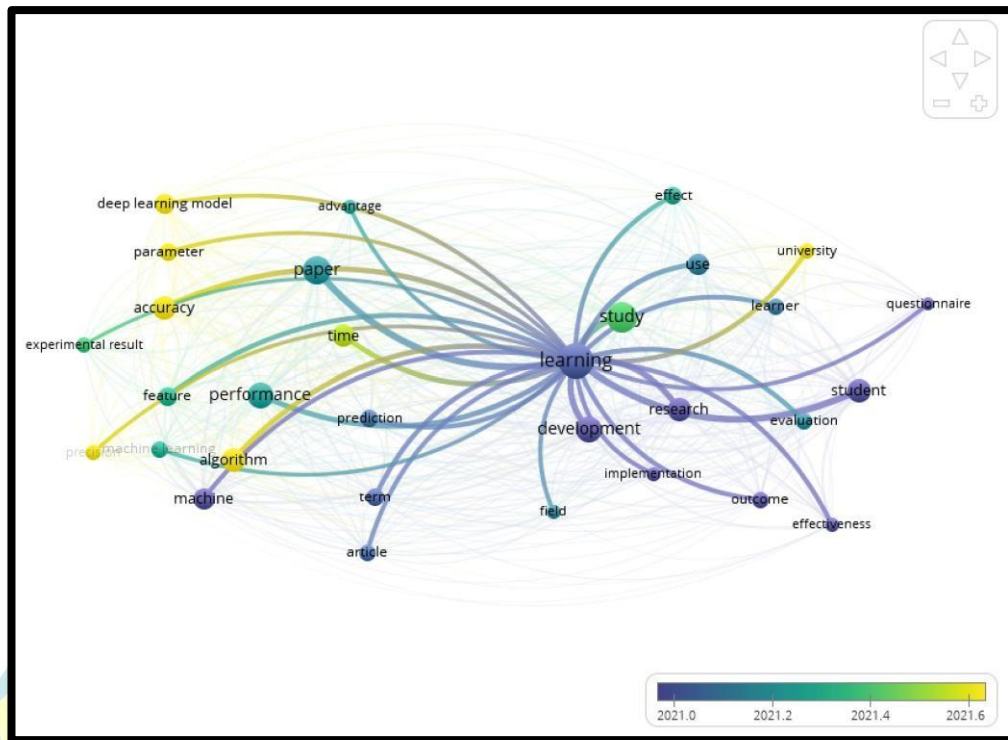 effect
deep learning model
advantage
parameter
university
paper
use
accuracy
questionnaire
learner
study
time
experimental result
learning
student
feature
performance
research
prediction
evaluation
development
precision
machine learning
algorithm
implementation
machine
term
outcome
field
effectiveness
article
2021.0
2021.2
2021.4
2021.6